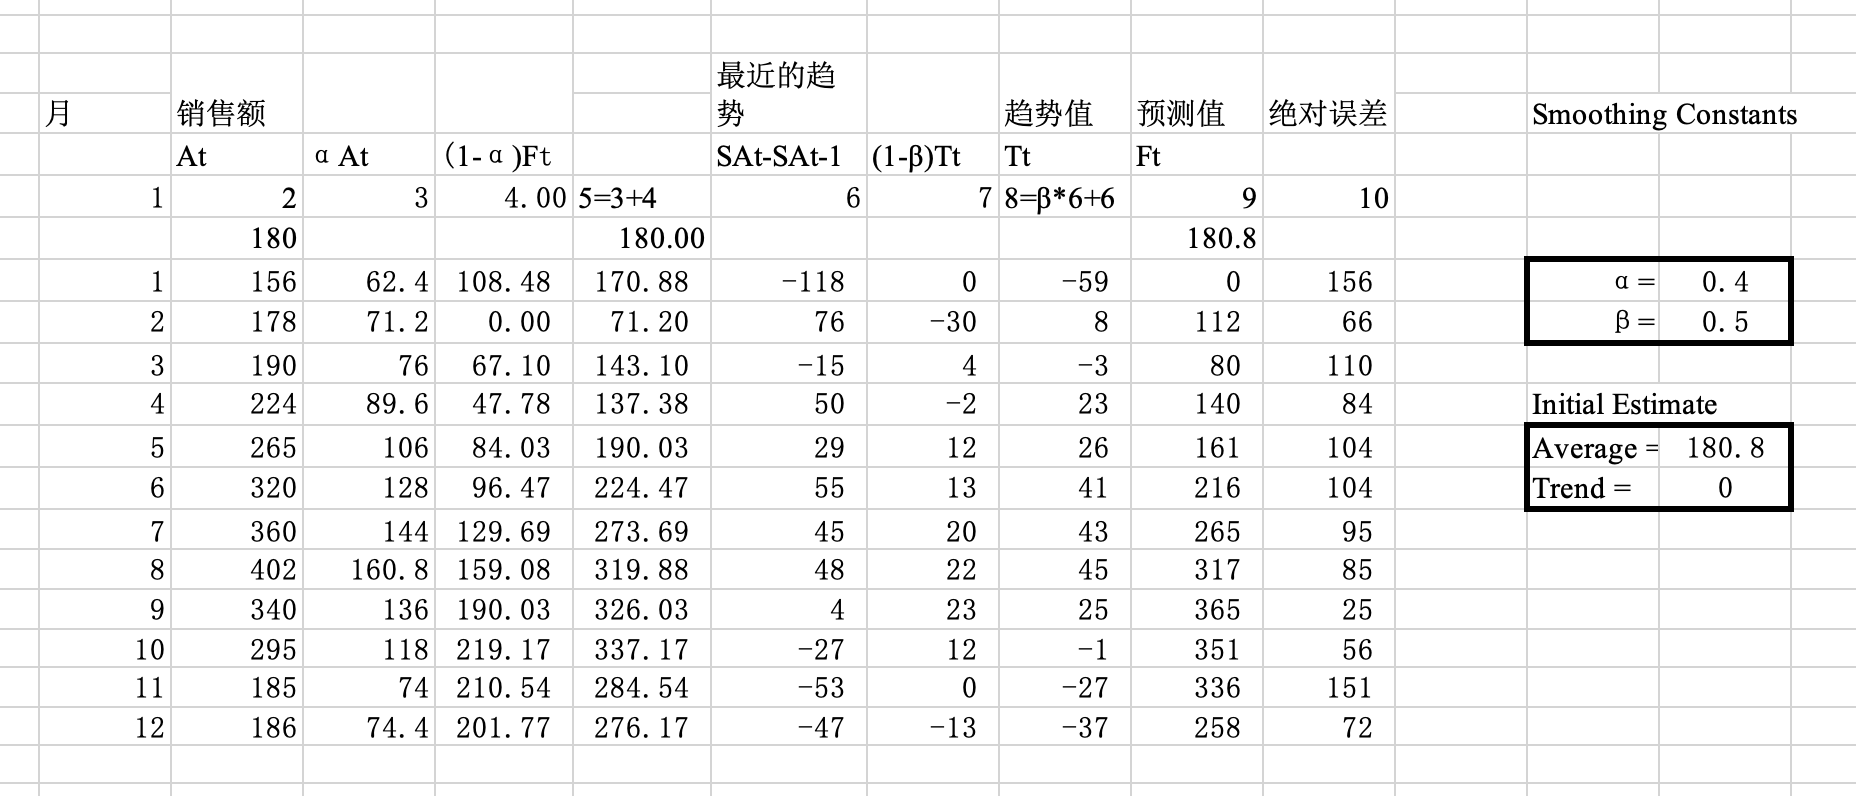 最近的趋
月 销售额 势 趋势值 预测值 绝对误差 Smoothing Constants
At αAt (1-α)Ft SAt-SAt-1 (1-β)Tt Tt Ft
1 2 3 4.00 5=3+4 6 7 8=β*6+6 9 10
180 180.00 180.8
1 156 62.4 108.48 170.88 -118 0 -59 0 156 α= 0.4
2 178 71.2 0.00 71.20 76 -30 8 112 66 β= 0.5
3 190 76 67.10 143.10 -15 4 -3 80 110
4 224 89.6 47.78 137.38 50 -2 23 140 84 Initial Estimate
5 265 106 84.03 190.03 29 12 26 161 104 Average = 180.8
6 320 128 96.47 224.47 55 13 41 216 104 Trend = 0
7 360 144 129.69 273.69 45 20 43 265 95
8 402 160.8 159.08 319.88 48 22 45 317 85
9 340 136 190.03 326.03 4 23 25 365 25
10 295 118 219.17 337.17 -27 12 -1 351 56
11 185 74 210.54 284.54 -53 0 -27 336 151
12 186 74.4 201.77 276.17 -47 -13 -37 258 72